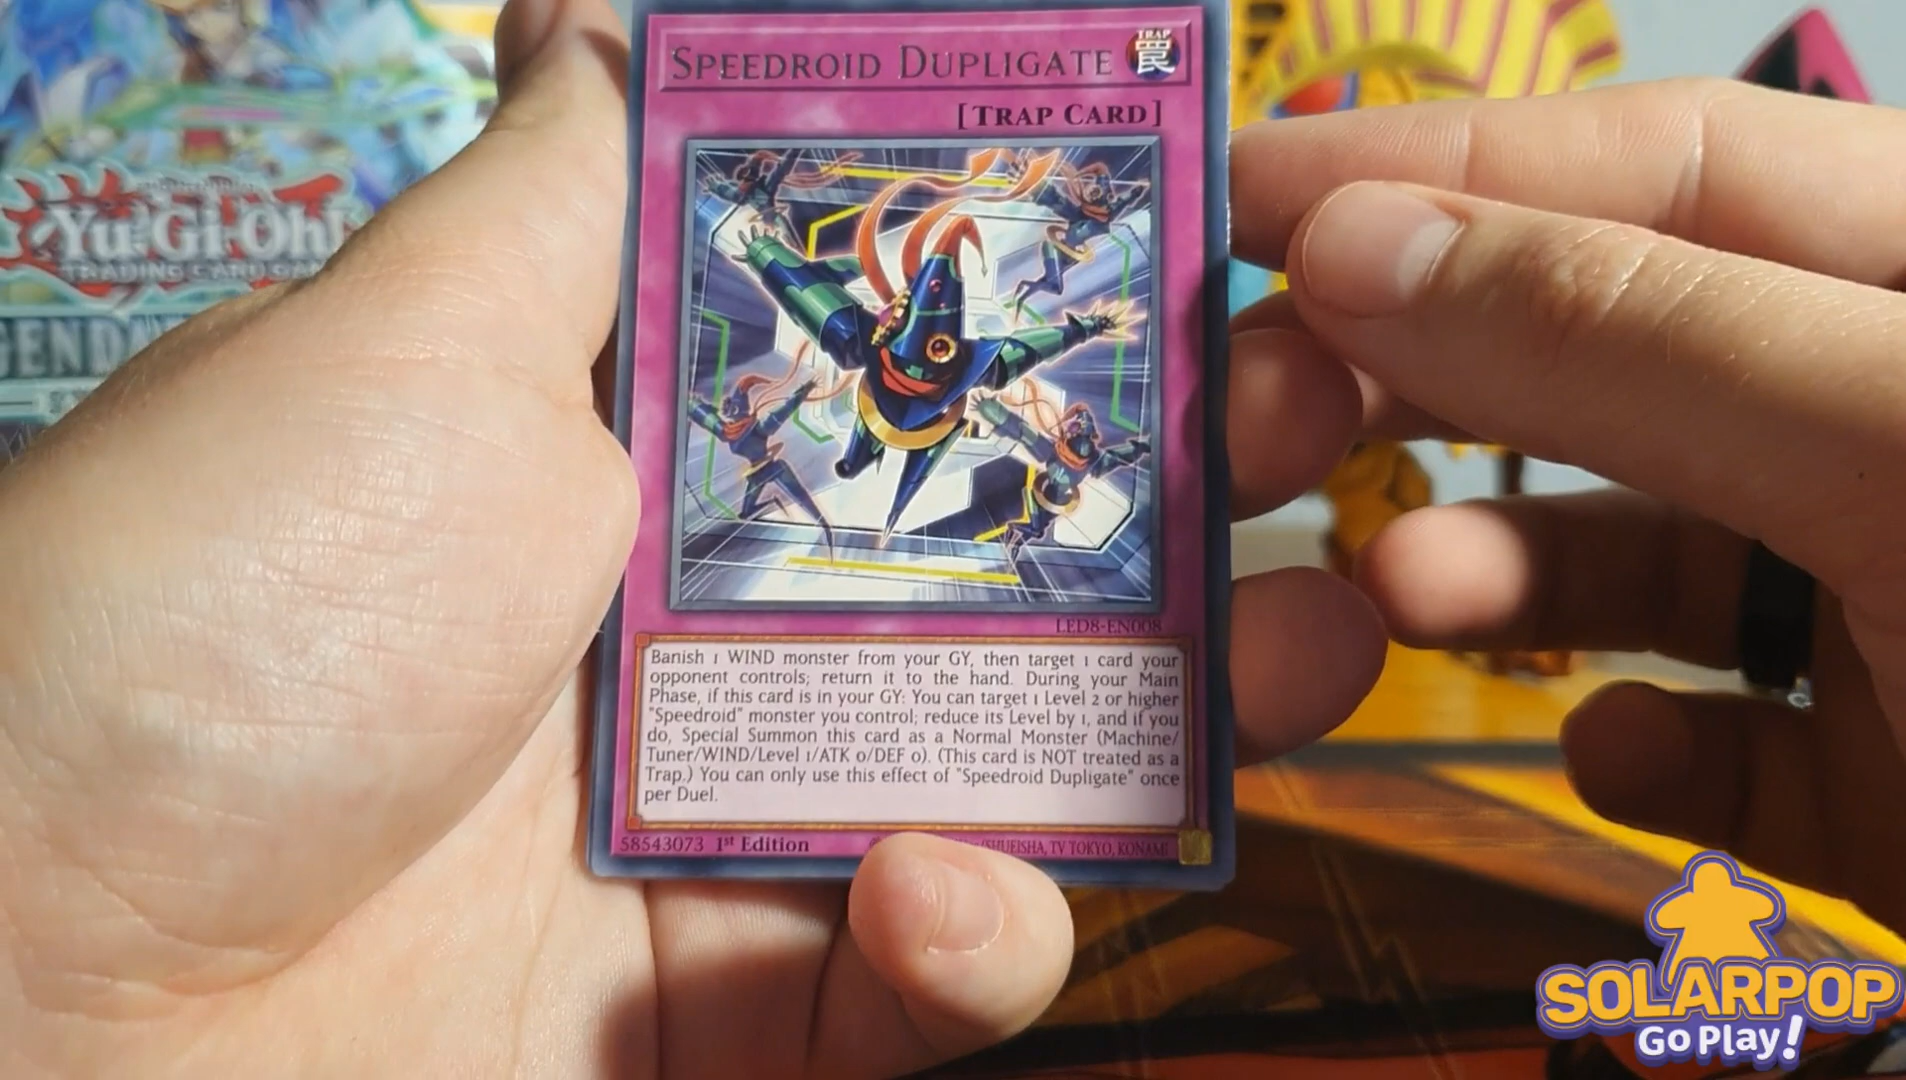 SPEEDROID DUPLIGATE
TRAP
罠
[TRAP CARD]
Yu-Gi-Oh!
TRADING CARD GAME
LED8-EN008
Banish 1 WIND monster from your GY, then target 1 card your
opponent controls; return it to the hand. During your Main
Phase, if this card is in your GY: You can target 1 Level 2 or higher
"Speedroid" monster you control; reduce its Level by 1, and if you
do, Special Summon this card as a Normal Monster (Machine/
Tuner/WIND/Level 1/ATK 0/DEF 0). (This card is NOT treated as a
Trap.) You can only use this effect of "Speedroid Dupligate" once
per Duel.
58543073 1st Edition
/SHUEISHA, TV TOKYO, KONAMI
SOLARPOP
Go Play!